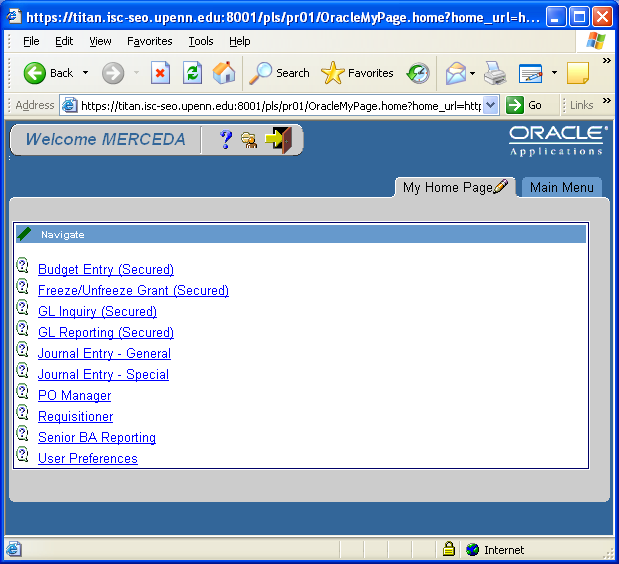 https://titan.isc-seo.upenn.edu:8001/pls/pr01/OracleMyPage.home?home_url=h...
File Edit View Favorites Tools Help
Back Search Favorites
Address https://titan.isc-seo.upenn.edu:8001/pls/pr01/OracleMyPage.home?home_url=http Go Links
Welcome MERCEDA
ORACLE
Applications
My Home Page Main Menu
Navigate
Budget Entry (Secured)
Freeze/Unfreeze Grant (Secured)
GL Inquiry (Secured)
GL Reporting (Secured)
Journal Entry - General
Journal Entry - Special
PO Manager
Requisitioner
Senior BA Reporting
User Preferences
Internet